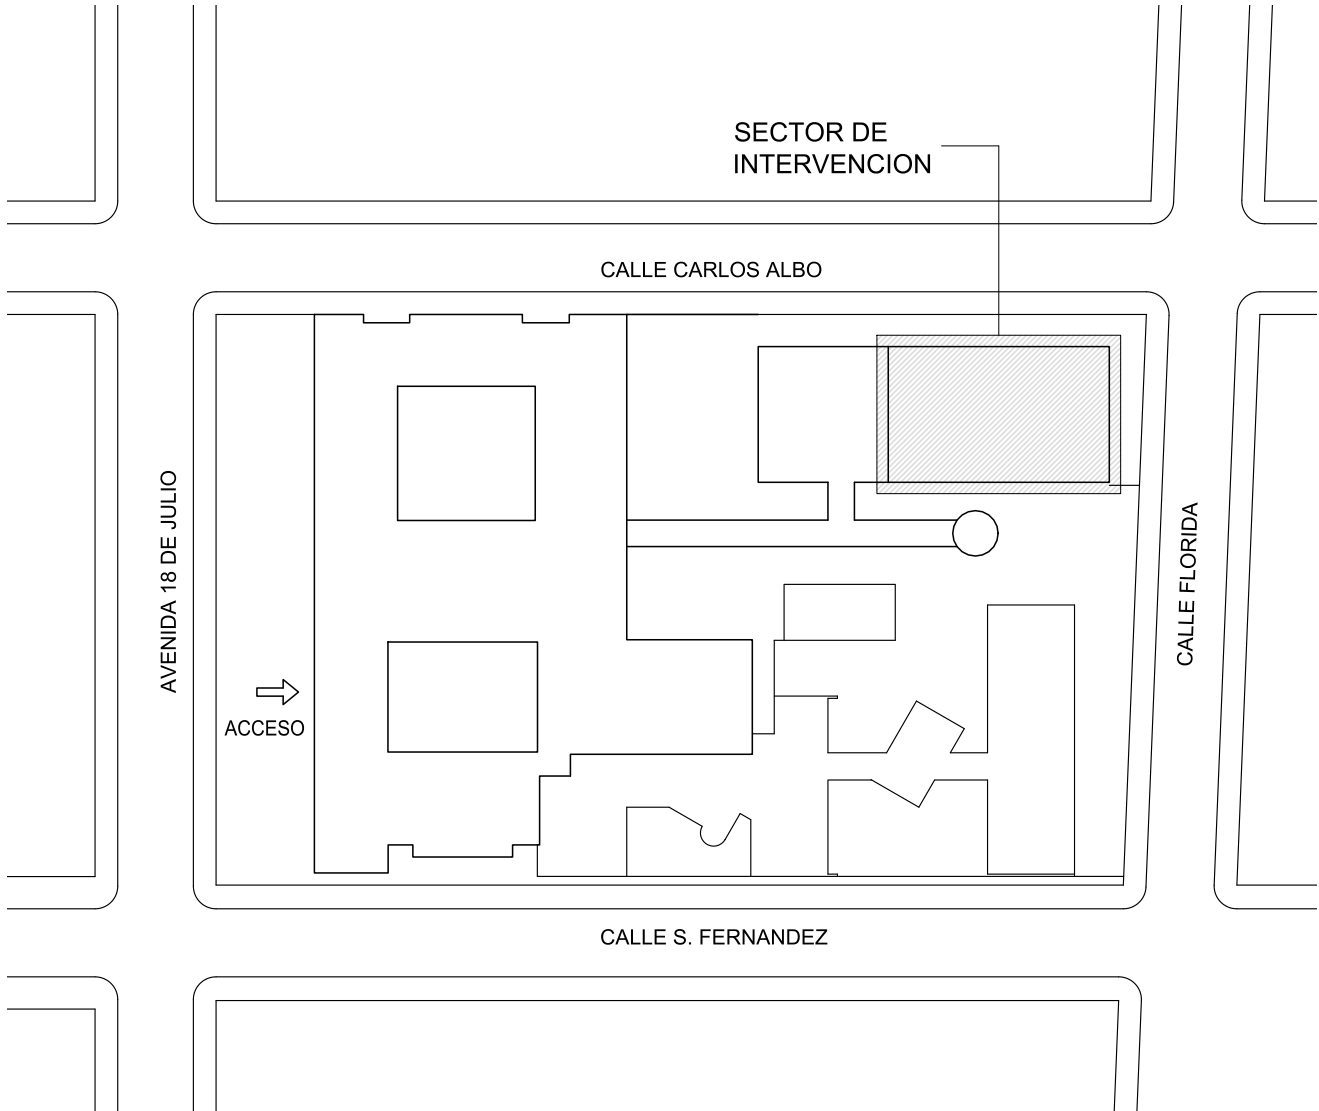 SECTOR DE
INTERVENCION
CALLE CARLOS ALBO
AVENIDA 18 DE JULIO
CALLE FLORIDA
ACCESO
CALLE S. FERNANDEZ